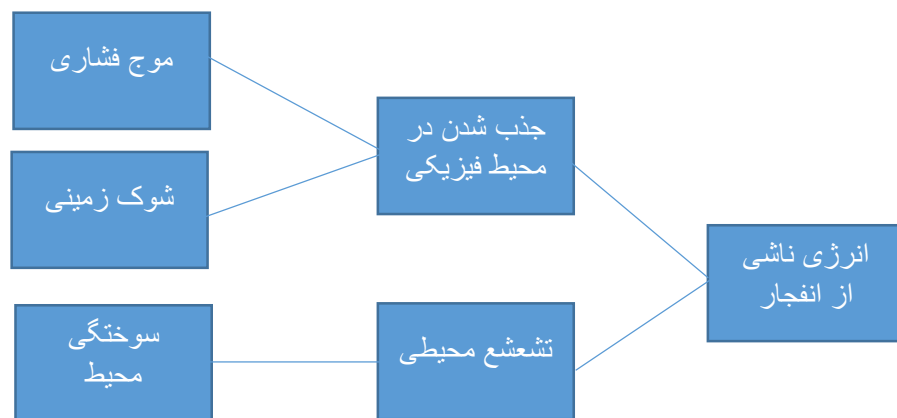 انرژی ناشی
از انفجار
جذب شدن در
محیط فیزیکی
موج فشاری
شوک زمینی
تشعشع محیطی
سوختگی
محیط